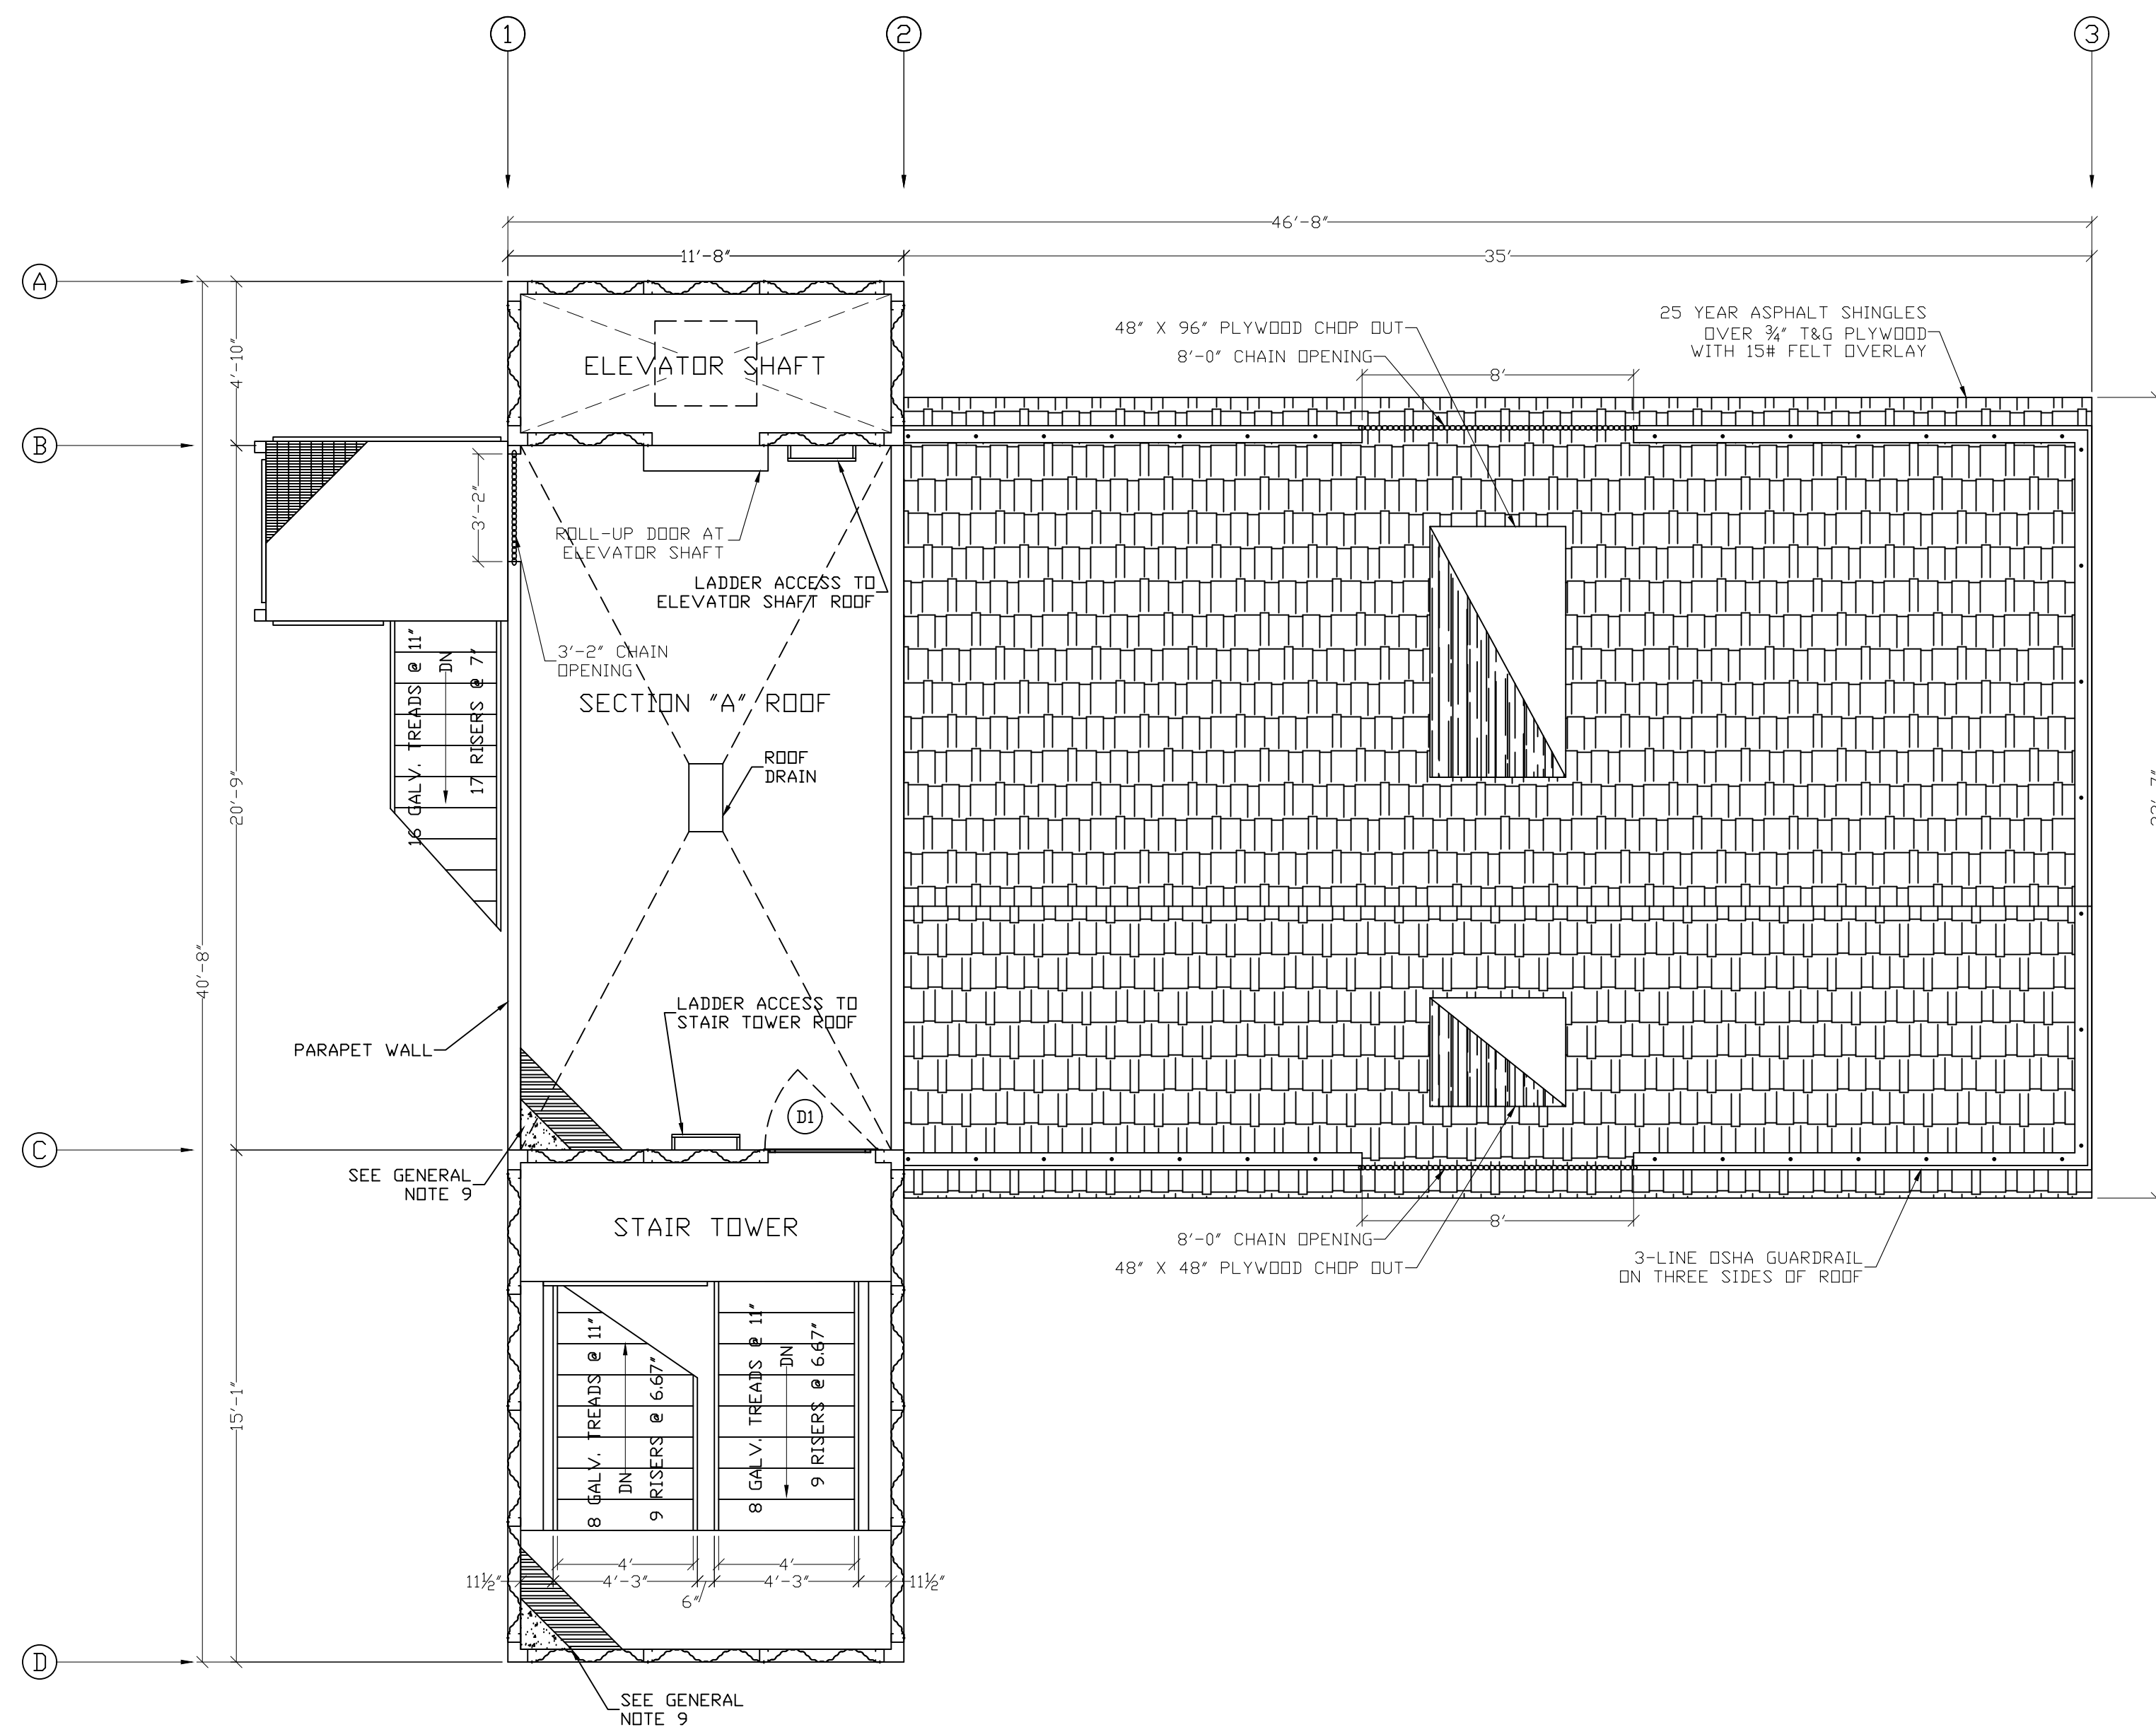 1
2
3
46'-8"
11'-8"
35'
A
B
C
D
4'-10"
20'-9"
40'-8"
15'-1"
ELEVATOR SHAFT
48" X 96" PLYWOOD CHOP OUT
8'-0" CHAIN OPENING
8'
25 YEAR ASPHALT SHINGLES
OVER ¾" T&G PLYWOOD
WITH 15# FELT OVERLAY
3'-2"
ROLL-UP DOOR AT
ELEVATOR SHAFT
LADDER ACCESS TO
ELEVATOR SHAFT ROOF
3'-2" CHAIN
OPENING
SECTION "A" ROOF
16 GALV. TREADS @ 11"
DN
17 RISERS @ 7"
ROOF
DRAIN
LADDER ACCESS TO
STAIR TOWER ROOF
PARAPET WALL
D1
SEE GENERAL
NOTE 9
STAIR TOWER
8'
8'-0" CHAIN OPENING
48" X 48" PLYWOOD CHOP OUT
3-LINE OSHA GUARDRAIL
ON THREE SIDES OF ROOF
8 GALV. TREADS @ 11"
DN
9 RISERS @ 6.67"
8 GALV. TREADS @ 11"
DN
9 RISERS @ 6.67"
4'
4'
11½"
4'-3"
6"
4'-3"
11½"
SEE GENERAL
NOTE 9